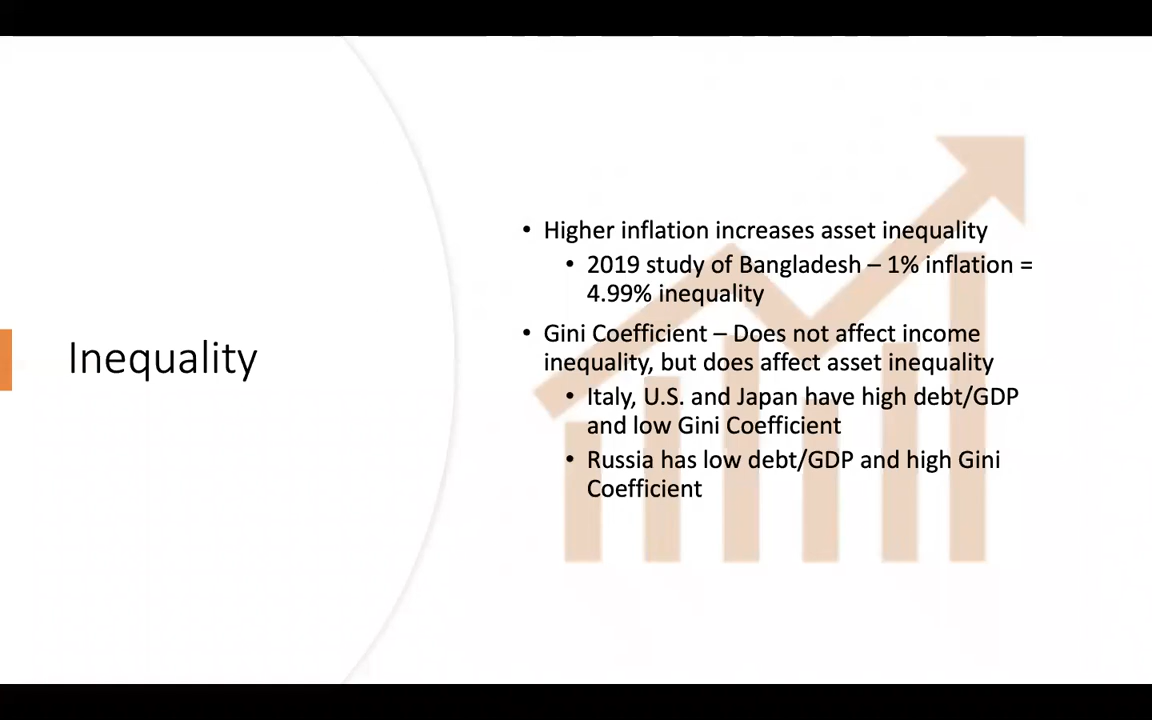 Inequality
• Higher inflation increases asset inequality
• 2019 study of Bangladesh – 1% inflation =
4.99% inequality
• Gini Coefficient – Does not affect income
inequality, but does affect asset inequality
• Italy, U.S. and Japan have high debt/GDP
and low Gini Coefficient
• Russia has low debt/GDP and high Gini
Coefficient